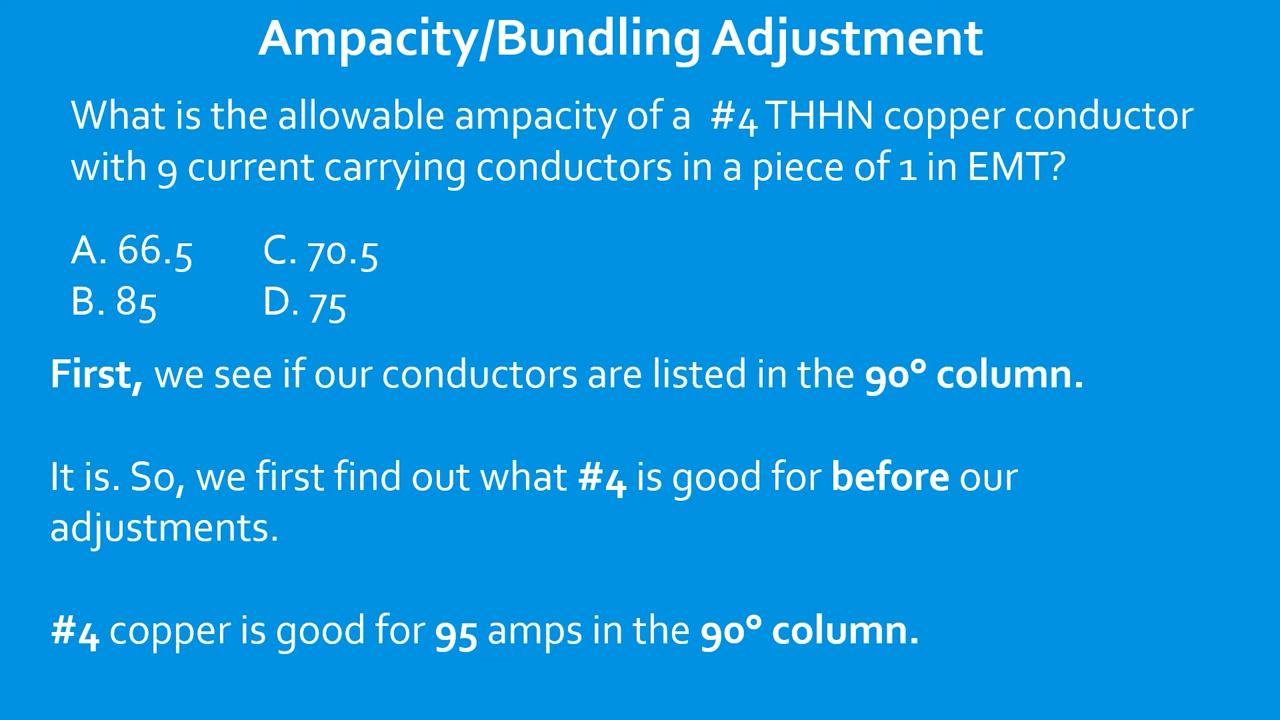 Ampacity/Bundling Adjustment
What is the allowable ampacity of a #4 THHN copper conductor
with 9 current carrying conductors in a piece of 1 in EMT?
A. 66.5 C. 70.5
B. 85 D. 75
First, we see if our conductors are listed in the 90° column.
It is. So, we first find out what #4 is good for before our
adjustments.
#4 copper is good for 95 amps in the 90° column.